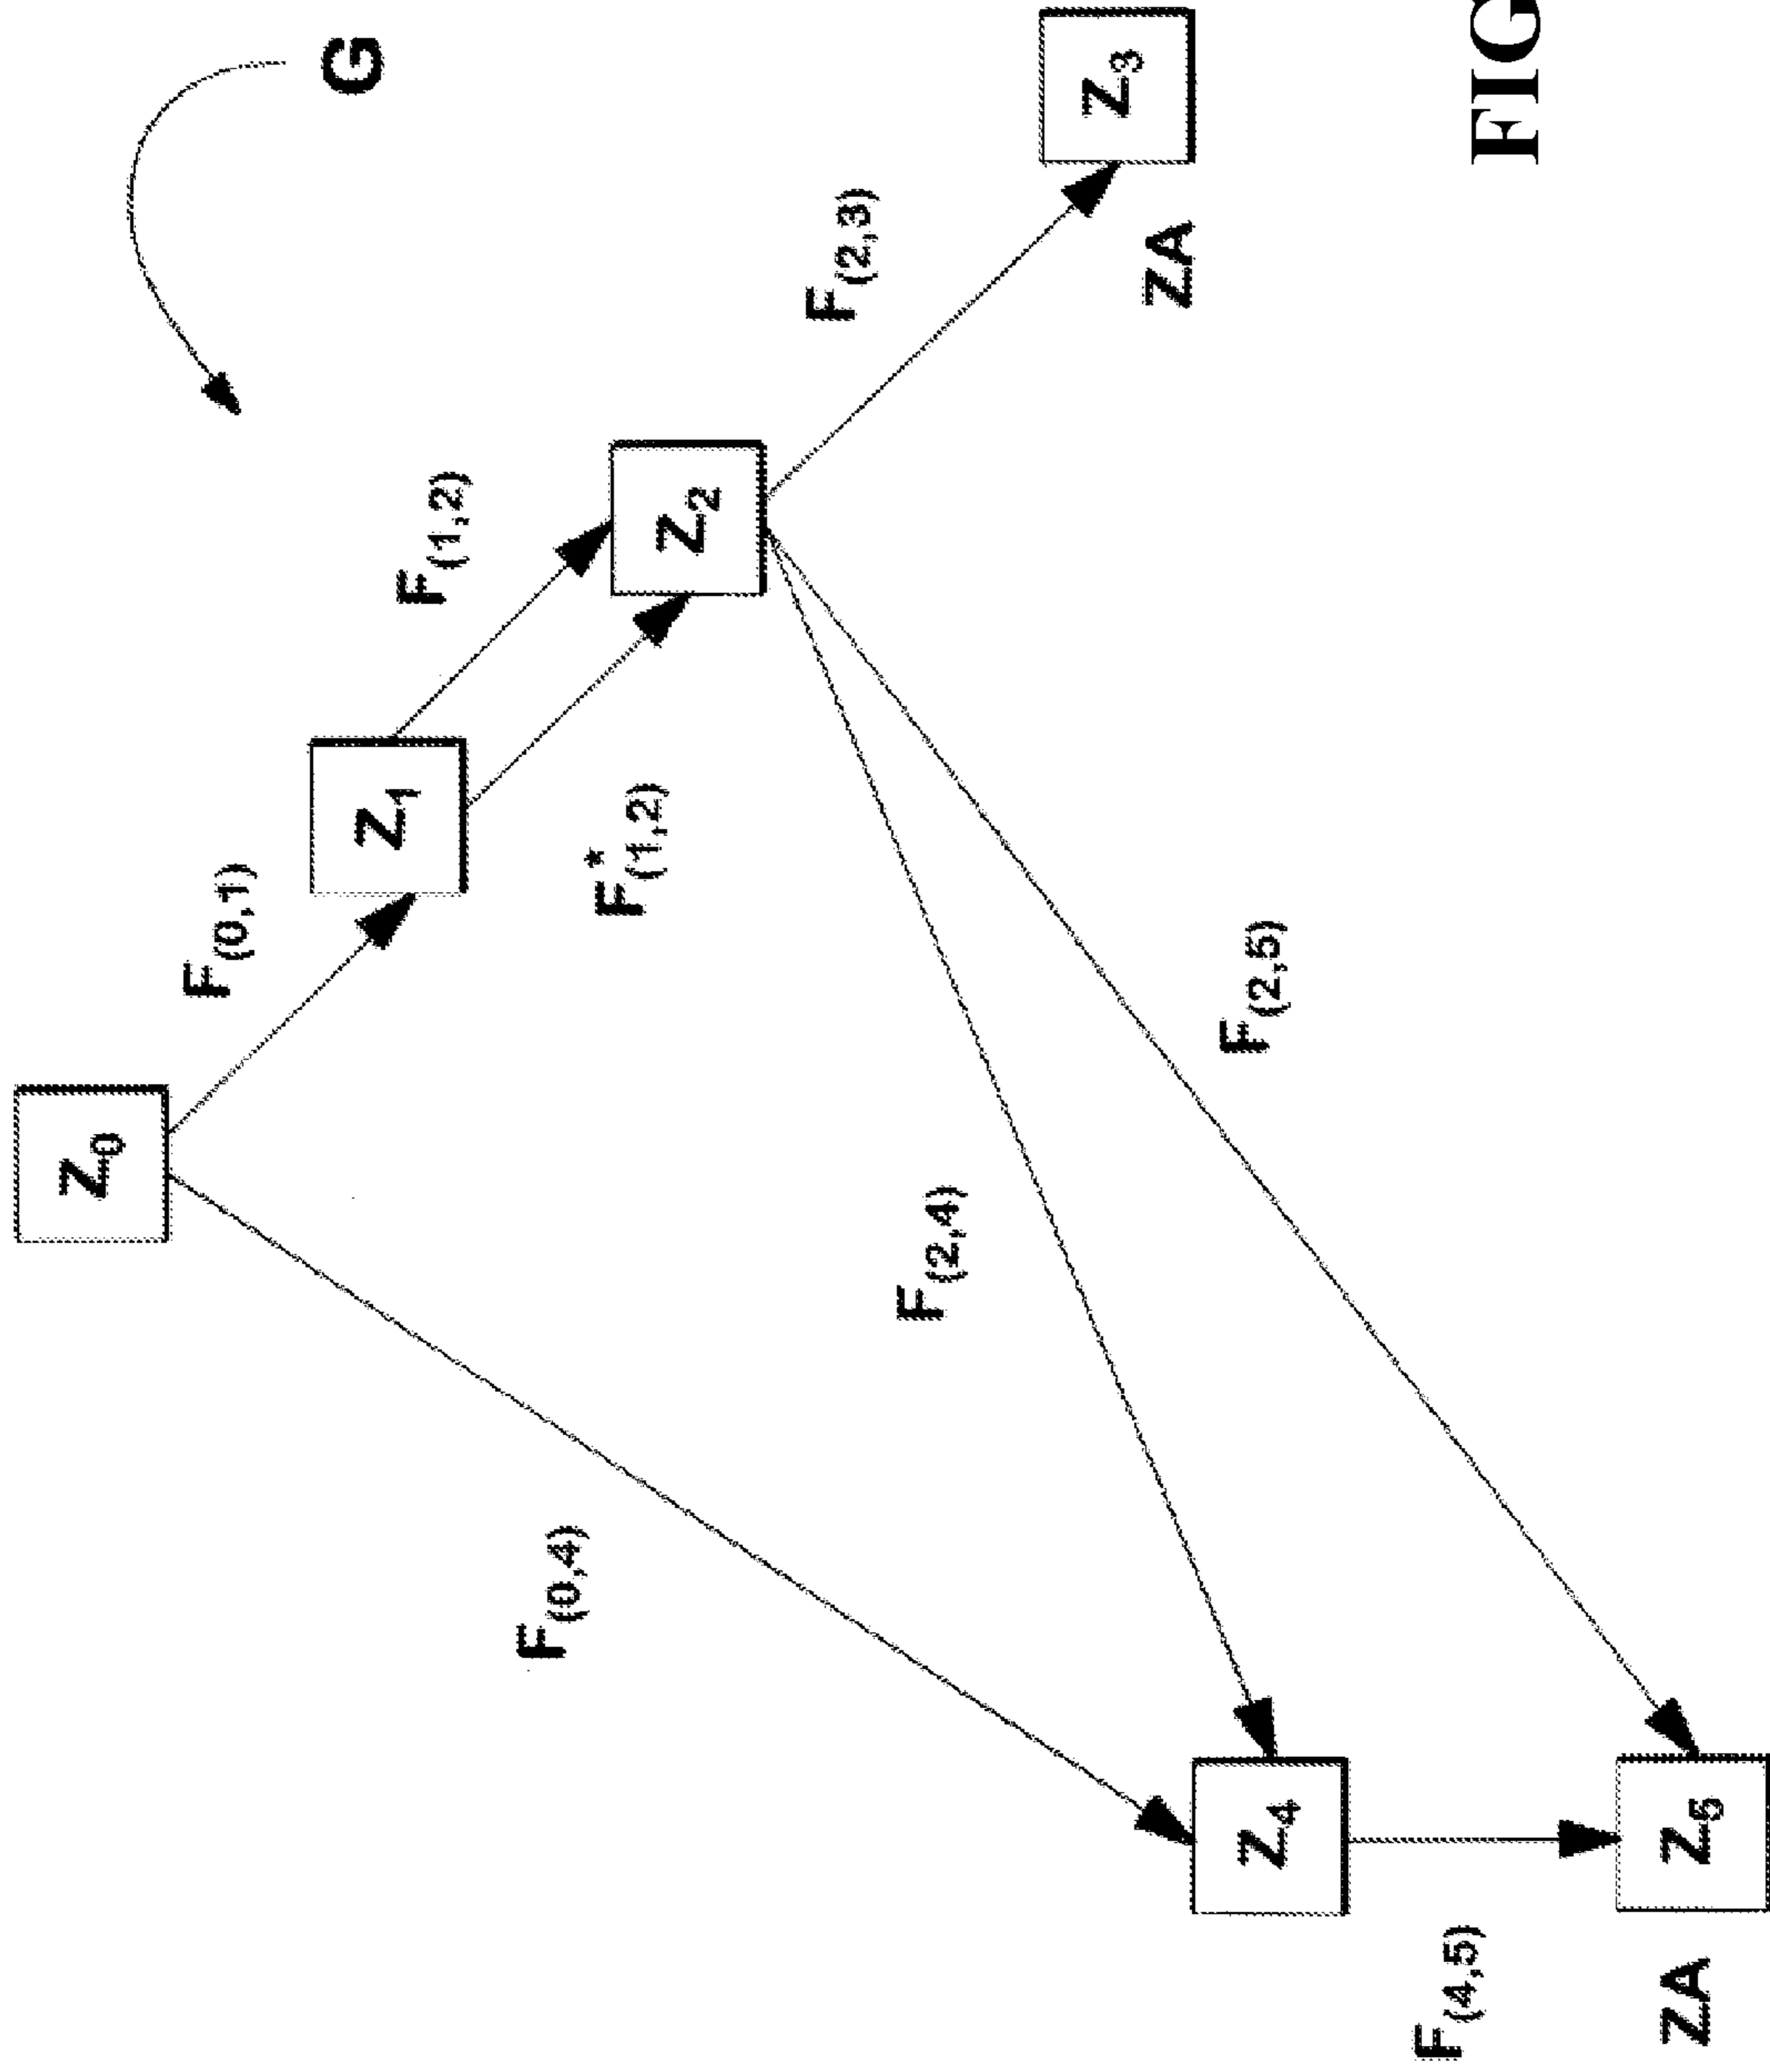 G
Z0
F(0,1)
Z1
F(1,2)
F*(1,2)
Z2
F(2,3)
Z3
ZA
F(0,4)
F(2,4)
F(2,5)
Z4
F(4,5)
Z5
ZA
FIG